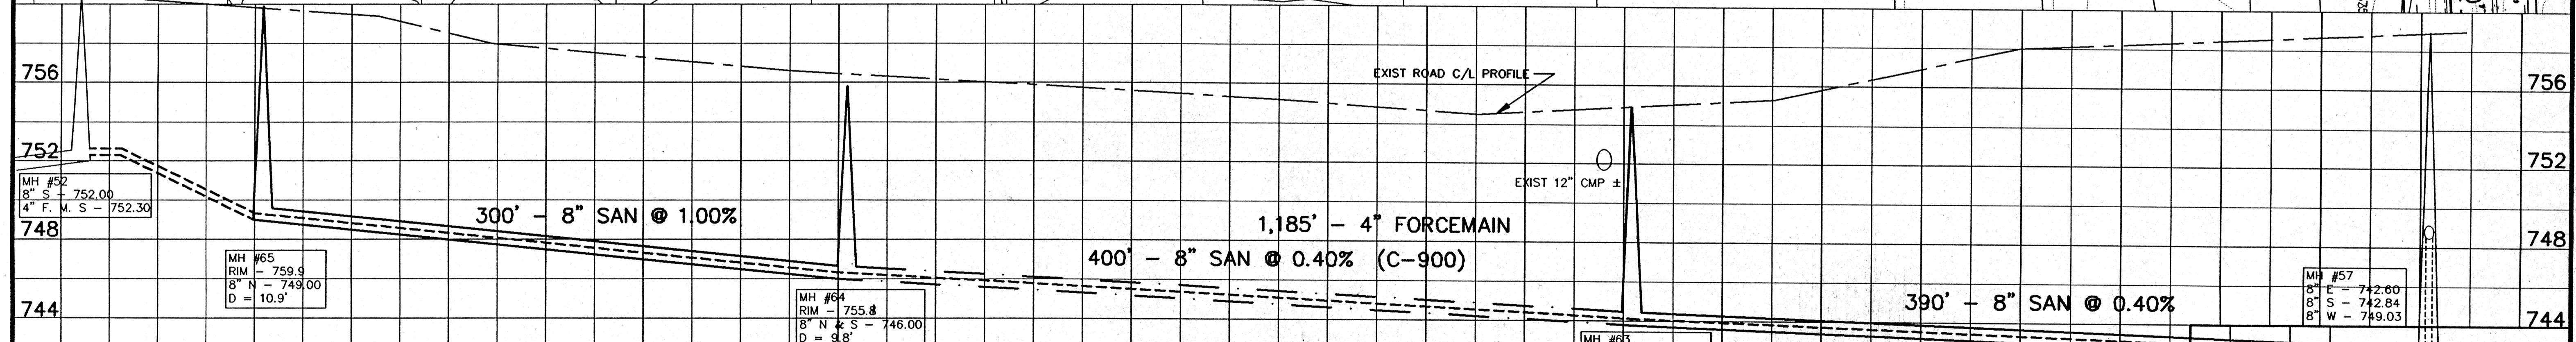 EXIST ROAD C/L PROFILE
756
756
752
752
MH #52
8" S - 752.00
4" F. M. S - 752.30
EXIST 12" CMP ±
300' - 8" SAN @ 1.00%
1,185' - 4" FORCEMAIN
400' - 8" SAN @ 0.40% (C-900)
748
748
MH #65
RIM - 759.9
8" N - 749.00
D = 10.9'
MH #64
RIM - 755.8
8" N & S - 746.00
D = 9.8'
390' - 8" SAN @ 0.40%
MH #57
8" E - 742.60
8" S - 742.84
8" W - 749.03
744
744
MH #63